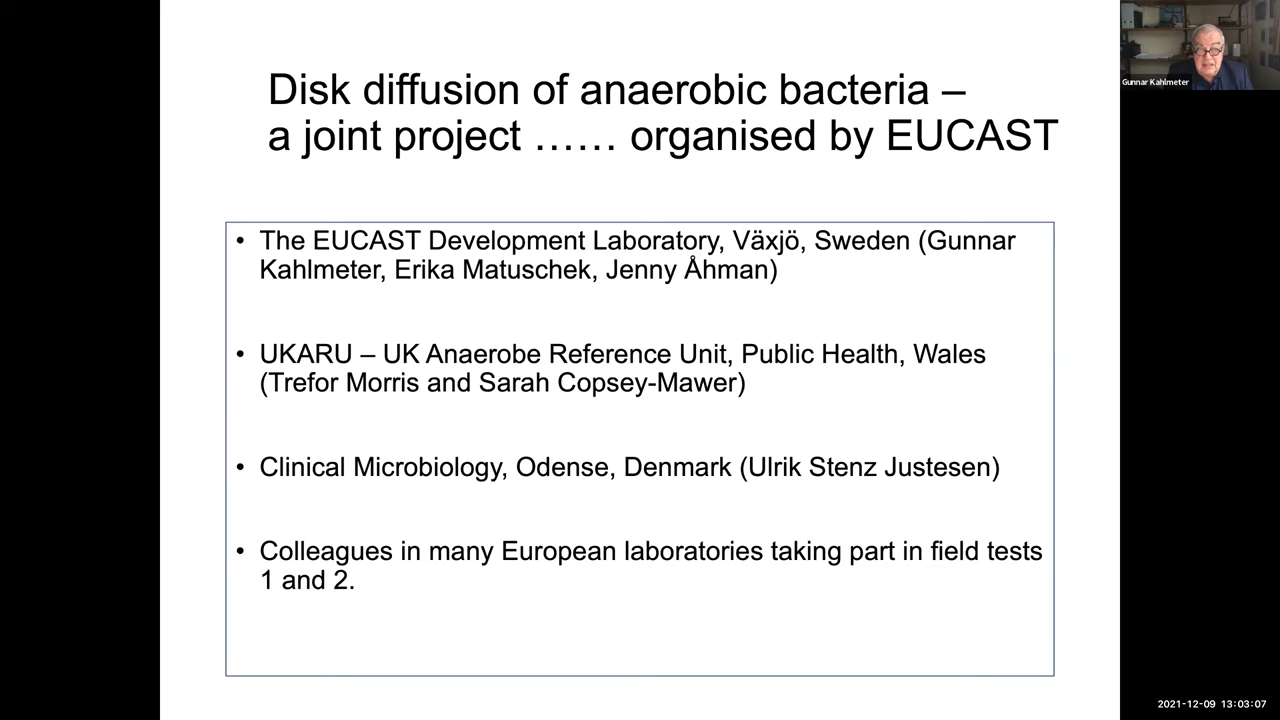 Disk diffusion of anaerobic bacteria –
a joint project …… organised by EUCAST
Gunnar Kahlmeter
• The EUCAST Development Laboratory, Växjö, Sweden (Gunnar
Kahlmeter, Erika Matuschek, Jenny Åhman)
• UKARU – UK Anaerobe Reference Unit, Public Health, Wales
(Trefor Morris and Sarah Copsey-Mawer)
• Clinical Microbiology, Odense, Denmark (Ulrik Stenz Justesen)
• Colleagues in many European laboratories taking part in field tests
1 and 2.
2021-12-09 13:03:07